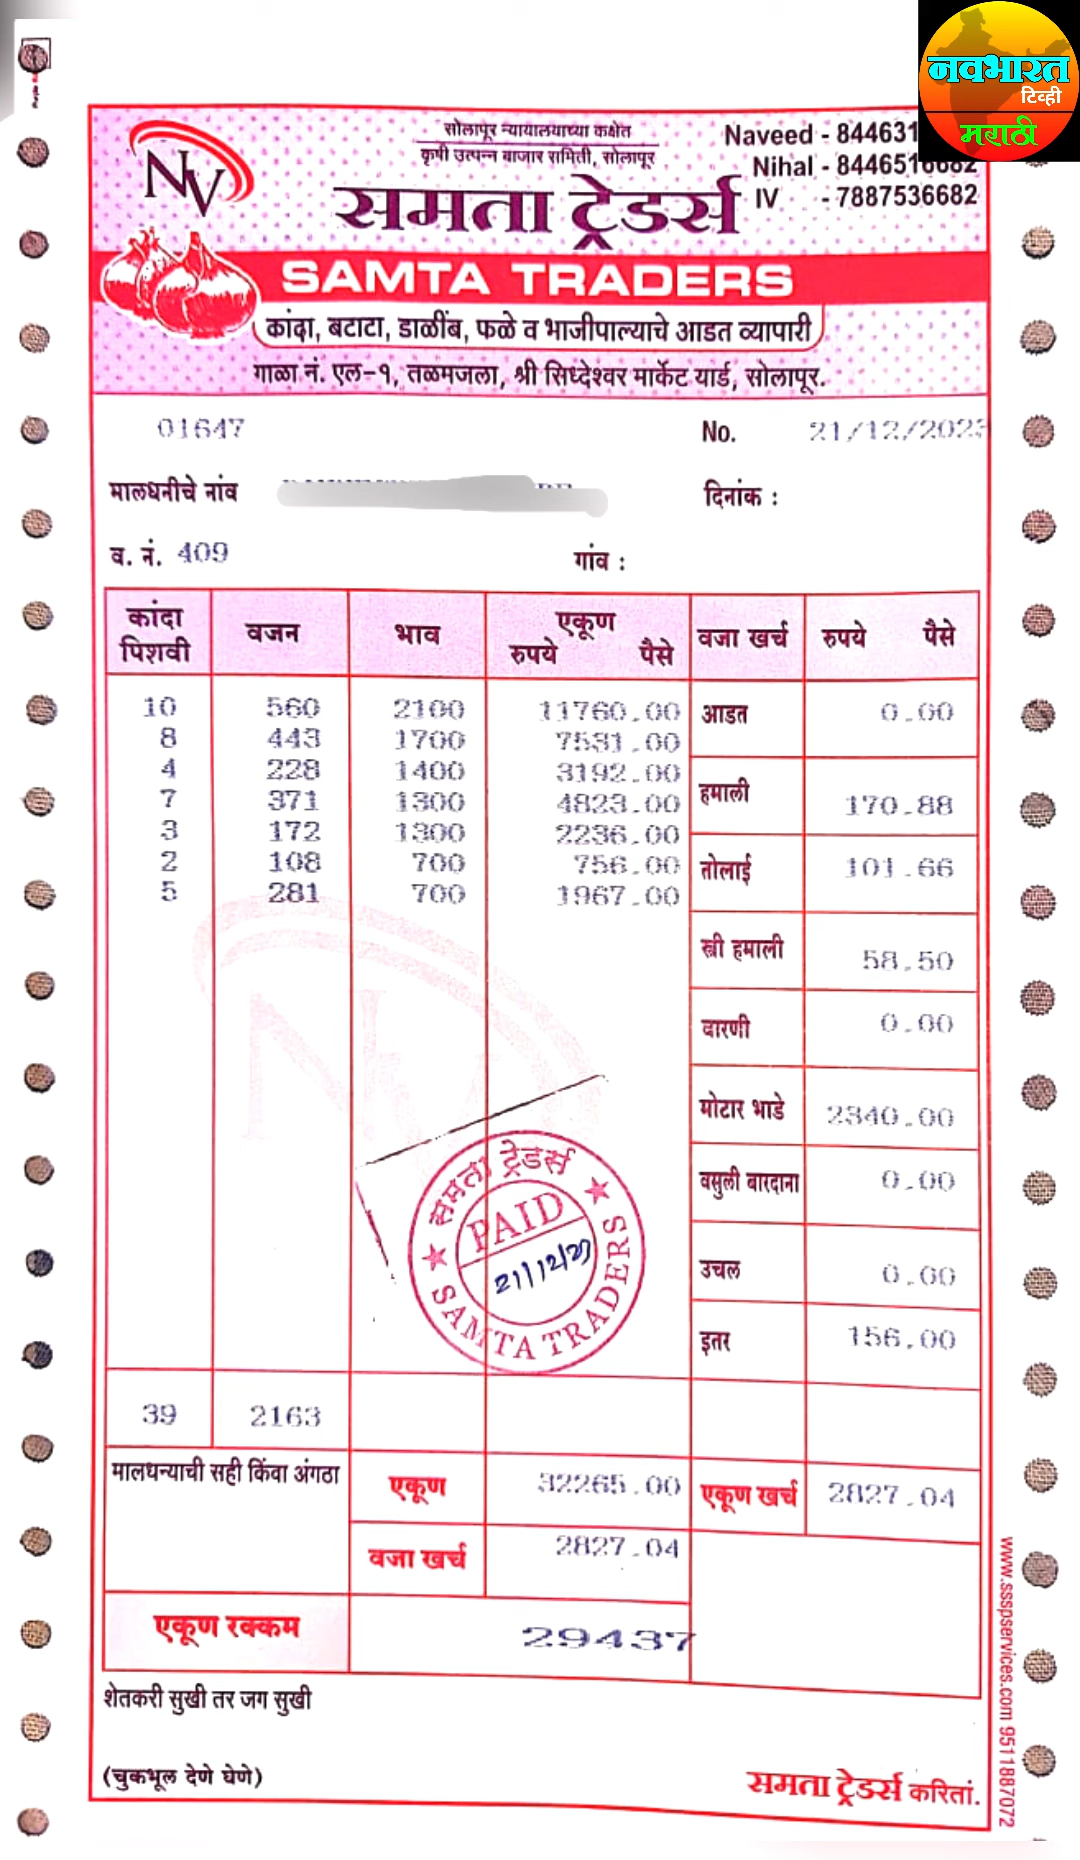 नवभारत
टिव्ही
मराठी
NV
सोलापूर न्यायालयाच्या कक्षेत
कृषी उत्पन्न बाजार समिती, सोलापूर
Naveed - 84463
Nihal - 8446516682
IV - 7887536682
समता ट्रेडर्स
SAMTA TRADERS
कांदा, बटाटा, डाळींब, फळे व भाजीपाल्याचे आडत व्यापारी
गाळा नं. एल-१, तळमजला, श्री सिध्देश्वर मार्केट यार्ड, सोलापूर.
01647 No. 21/12/2023
मालधनीचे नांव दिनांक :
व. नं. 409 गांव :
कांदा पिशवी वजन भाव एकूण रुपये पैसे वजा खर्च रुपये पैसे
10 560 2100 11760.00 आडत 0.00
8 443 1700 7531.00
4 228 1400 3192.00
7 371 1300 4823.00 हमाली 170.88
3 172 1300 2236.00
2 108 700 756.00 तोलाई 101.66
5 281 700 1967.00
स्त्री हमाली 58.50
वारणी 0.00
मोटार भाडे 2340.00
वसुली बारदाना 0.00
उचल 0.00
इतर 156.00
समता ट्रेडर्स
PAID
21/12/23
SAMTA TRADERS
39 2163
मालधन्याची सही किंवा अंगठा एकूण 32265.00 एकूण खर्च 2827.04
वजा खर्च 2827.04
एकूण रक्कम 29437
शेतकरी सुखी तर जग सुखी
(चुकभूल देणे घेणे) समता ट्रेडर्स करितां.
www.ssspservices.com 9511887072